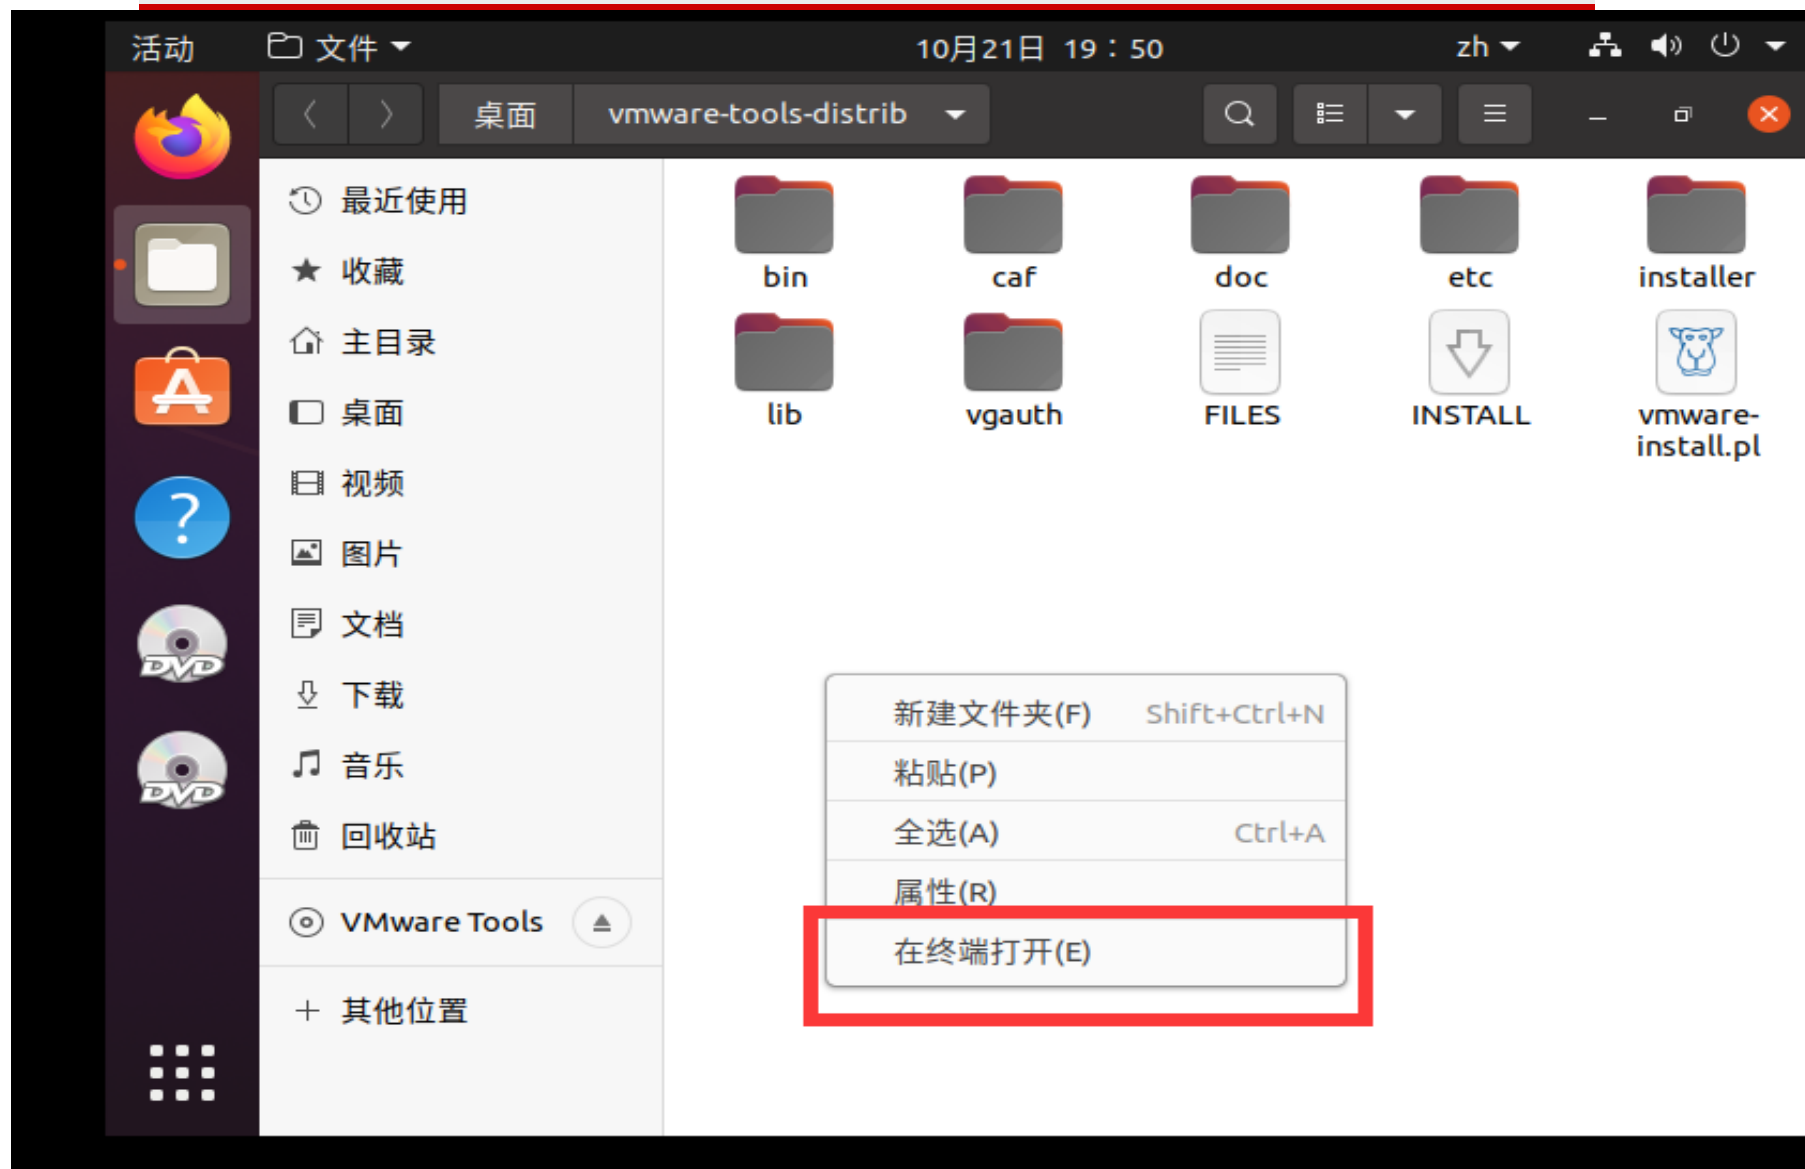 活动
文件
10月21日 19：50
zh
桌面
vmware-tools-distrib
最近使用
收藏
主目录
桌面
视频
图片
文档
下载
音乐
回收站
VMware Tools
其他位置
bin
caf
doc
etc
installer
lib
vgauth
FILES
INSTALL
vmware-
install.pl
新建文件夹(F) Shift+Ctrl+N
粘贴(P)
全选(A) Ctrl+A
属性(R)
在终端打开(E)
A
?
DVD
DVD